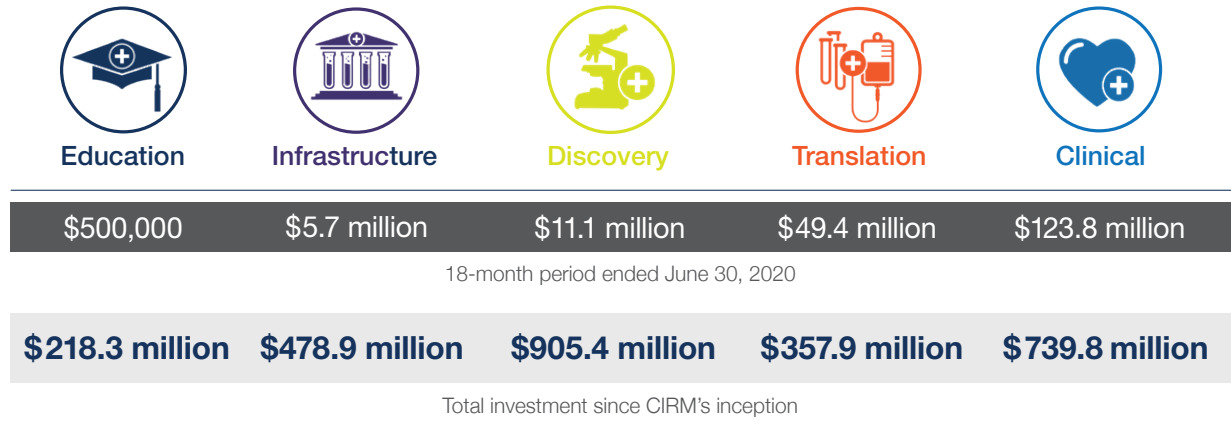 Education Infrastructure Discovery Translation Clinical
$500,000 $5.7 million $11.1 million $49.4 million $123.8 million
18-month period ended June 30, 2020
$218.3 million $478.9 million $905.4 million $357.9 million $739.8 million
Total investment since CIRM's inception